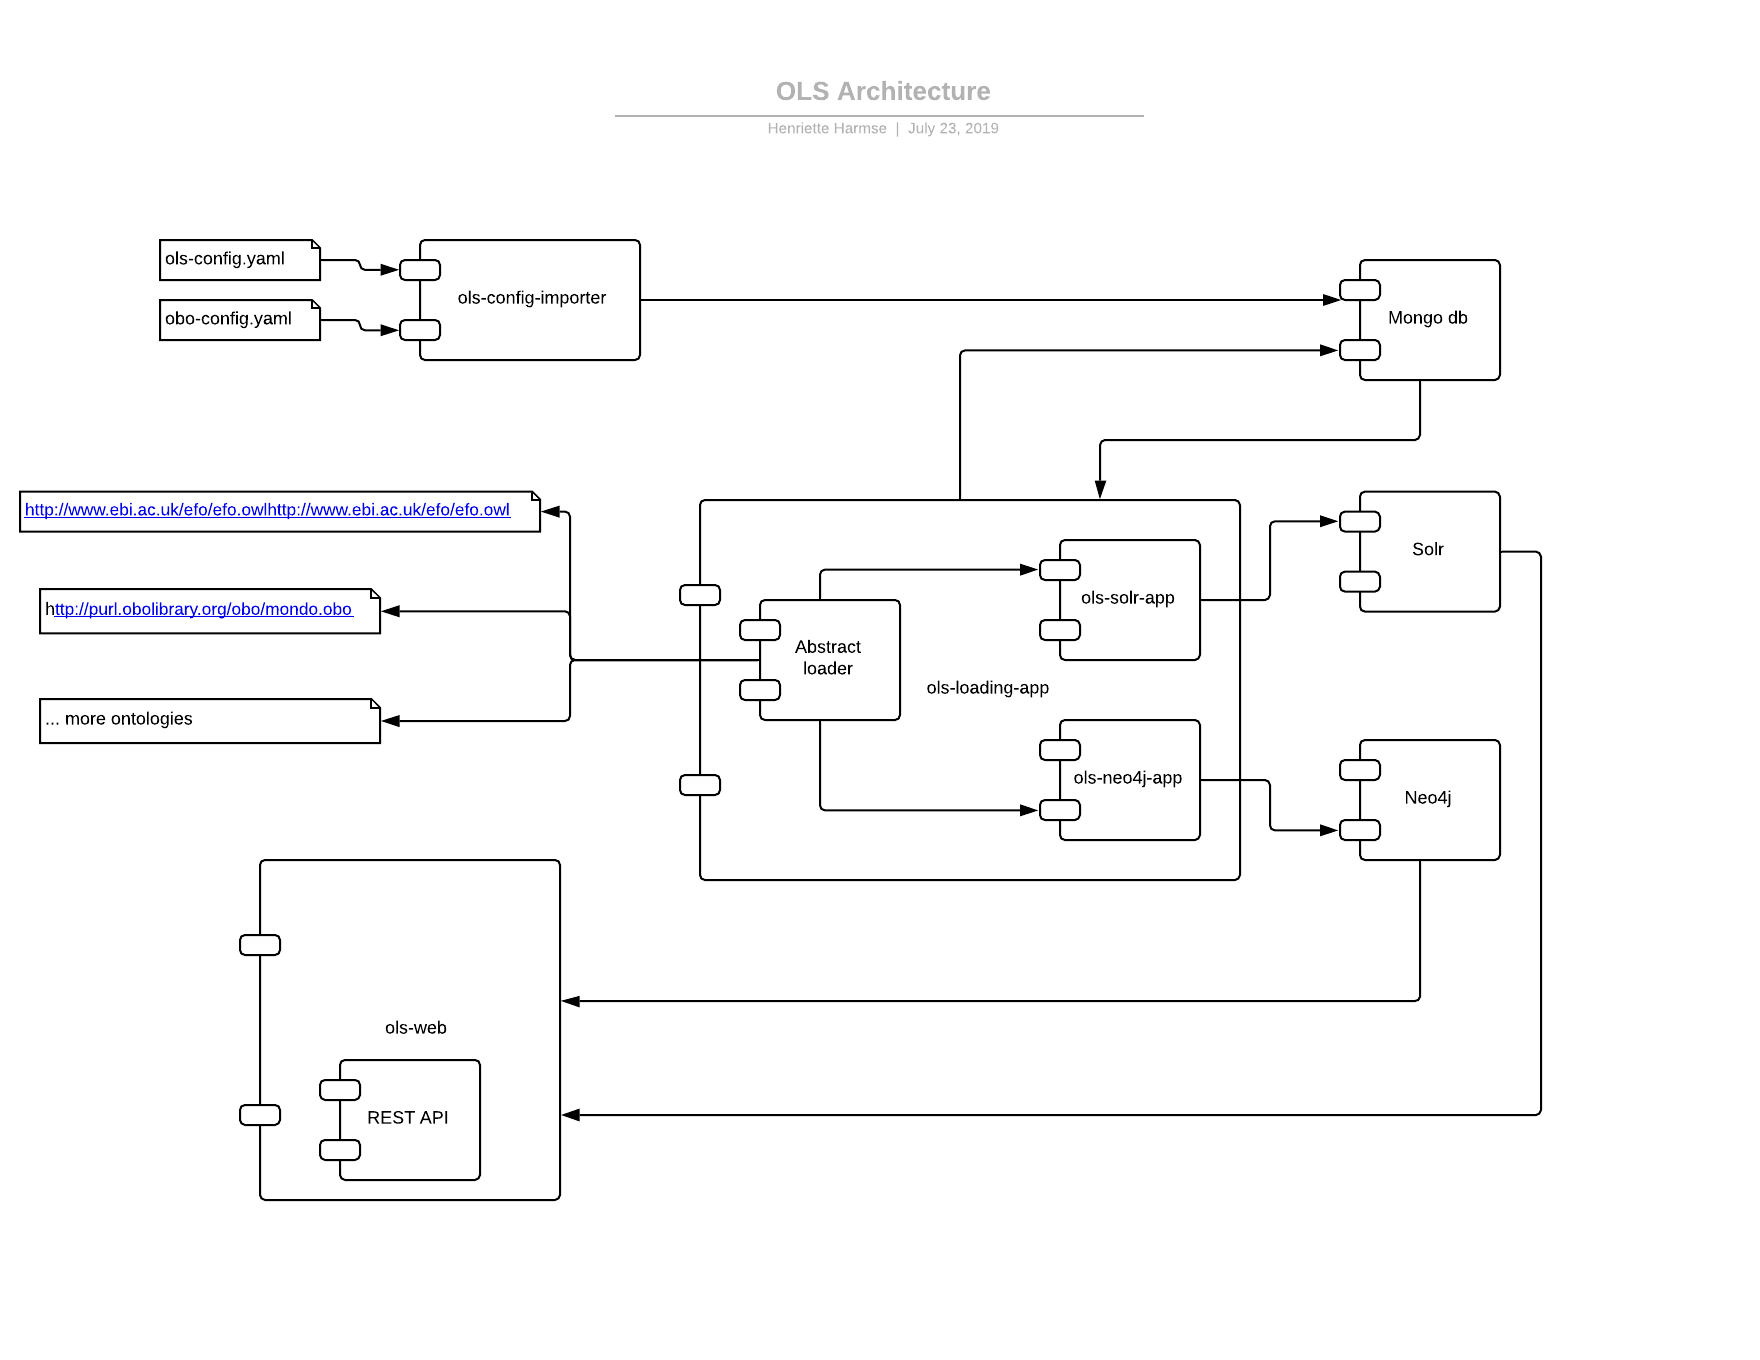 OLS Architecture
Henriette Harmse | July 23, 2019
ols-config.yaml
obo-config.yaml
ols-config-importer
Mongo db
http://www.ebi.ac.uk/efo/efo.owlhttp://www.ebi.ac.uk/efo/efo.owl
http://purl.obolibrary.org/obo/mondo.obo
... more ontologies
Abstract
loader
ols-solr-app
ols-loading-app
ols-neo4j-app
Solr
Neo4j
ols-web
REST API